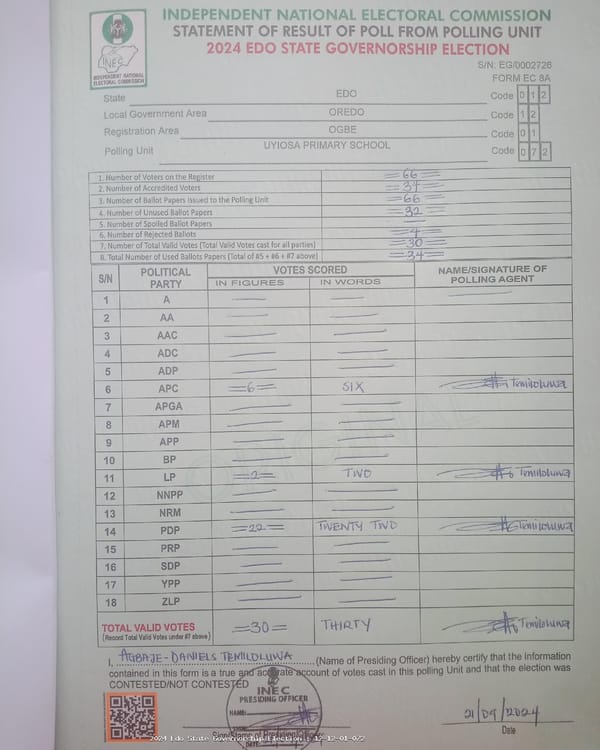 INDEPENDENT NATIONAL ELECTORAL COMMISSION
STATEMENT OF RESULT OF POLL FROM POLLING UNIT
2024 EDO STATE GOVERNORSHIP ELECTION
INEC
INDEPENDENT NATIONAL ELECTORAL COMMISSION
S/N: EG/0002726
FORM EC 8A
State EDO Code 0 1 2
Local Government Area OREDO Code 1 2
Registration Area OGBE Code 0 1
Polling Unit UYIOSA PRIMARY SCHOOL Code 0 7 2
1. Number of Voters on the Register =66=
2. Number of Accredited Voters =34=
3. Number of Ballot Papers Issued to the Polling Unit =66=
4. Number of Unused Ballot Papers =32=
5. Number of Spoiled Ballot Papers —
6. Number of Rejected Ballots =4=
7. Number of Total Valid Votes (Total Valid Votes cast for all parties) =30=
8. Total Number of Used Ballots Papers (Total of #5 + #6 + #7 above) =34=
S/N POLITICAL PARTY VOTES SCORED NAME/SIGNATURE OF POLLING AGENT
IN FIGURES IN WORDS
1 A — —
2 AA — —
3 AAC — —
4 ADC — —
5 ADP — —
6 APC =6= SIX Temiloluwa
7 APGA — —
8 APM — —
9 APP — —
10 BP — —
11 LP =2= TWO Temiloluwa
12 NNPP — —
13 NRM — —
14 PDP =22= TWENTY TWO Temiloluwa
15 PRP — —
16 SDP — —
17 YPP — —
18 ZLP — —
TOTAL VALID VOTES =30= THIRTY Temiloluwa
(Record Total Valid Votes under #7 above)
I, AGBAJE-DANIELS TEMILOLUWA (Name of Presiding Officer) hereby certify that the information
contained in this form is a true and accurate account of votes cast in this polling Unit and that the election was
CONTESTED/NOT CONTESTED
INEC
PRESIDING OFFICER
NAME:
DATE:
21/09/2024
Date
2024 Edo State Governorship Election